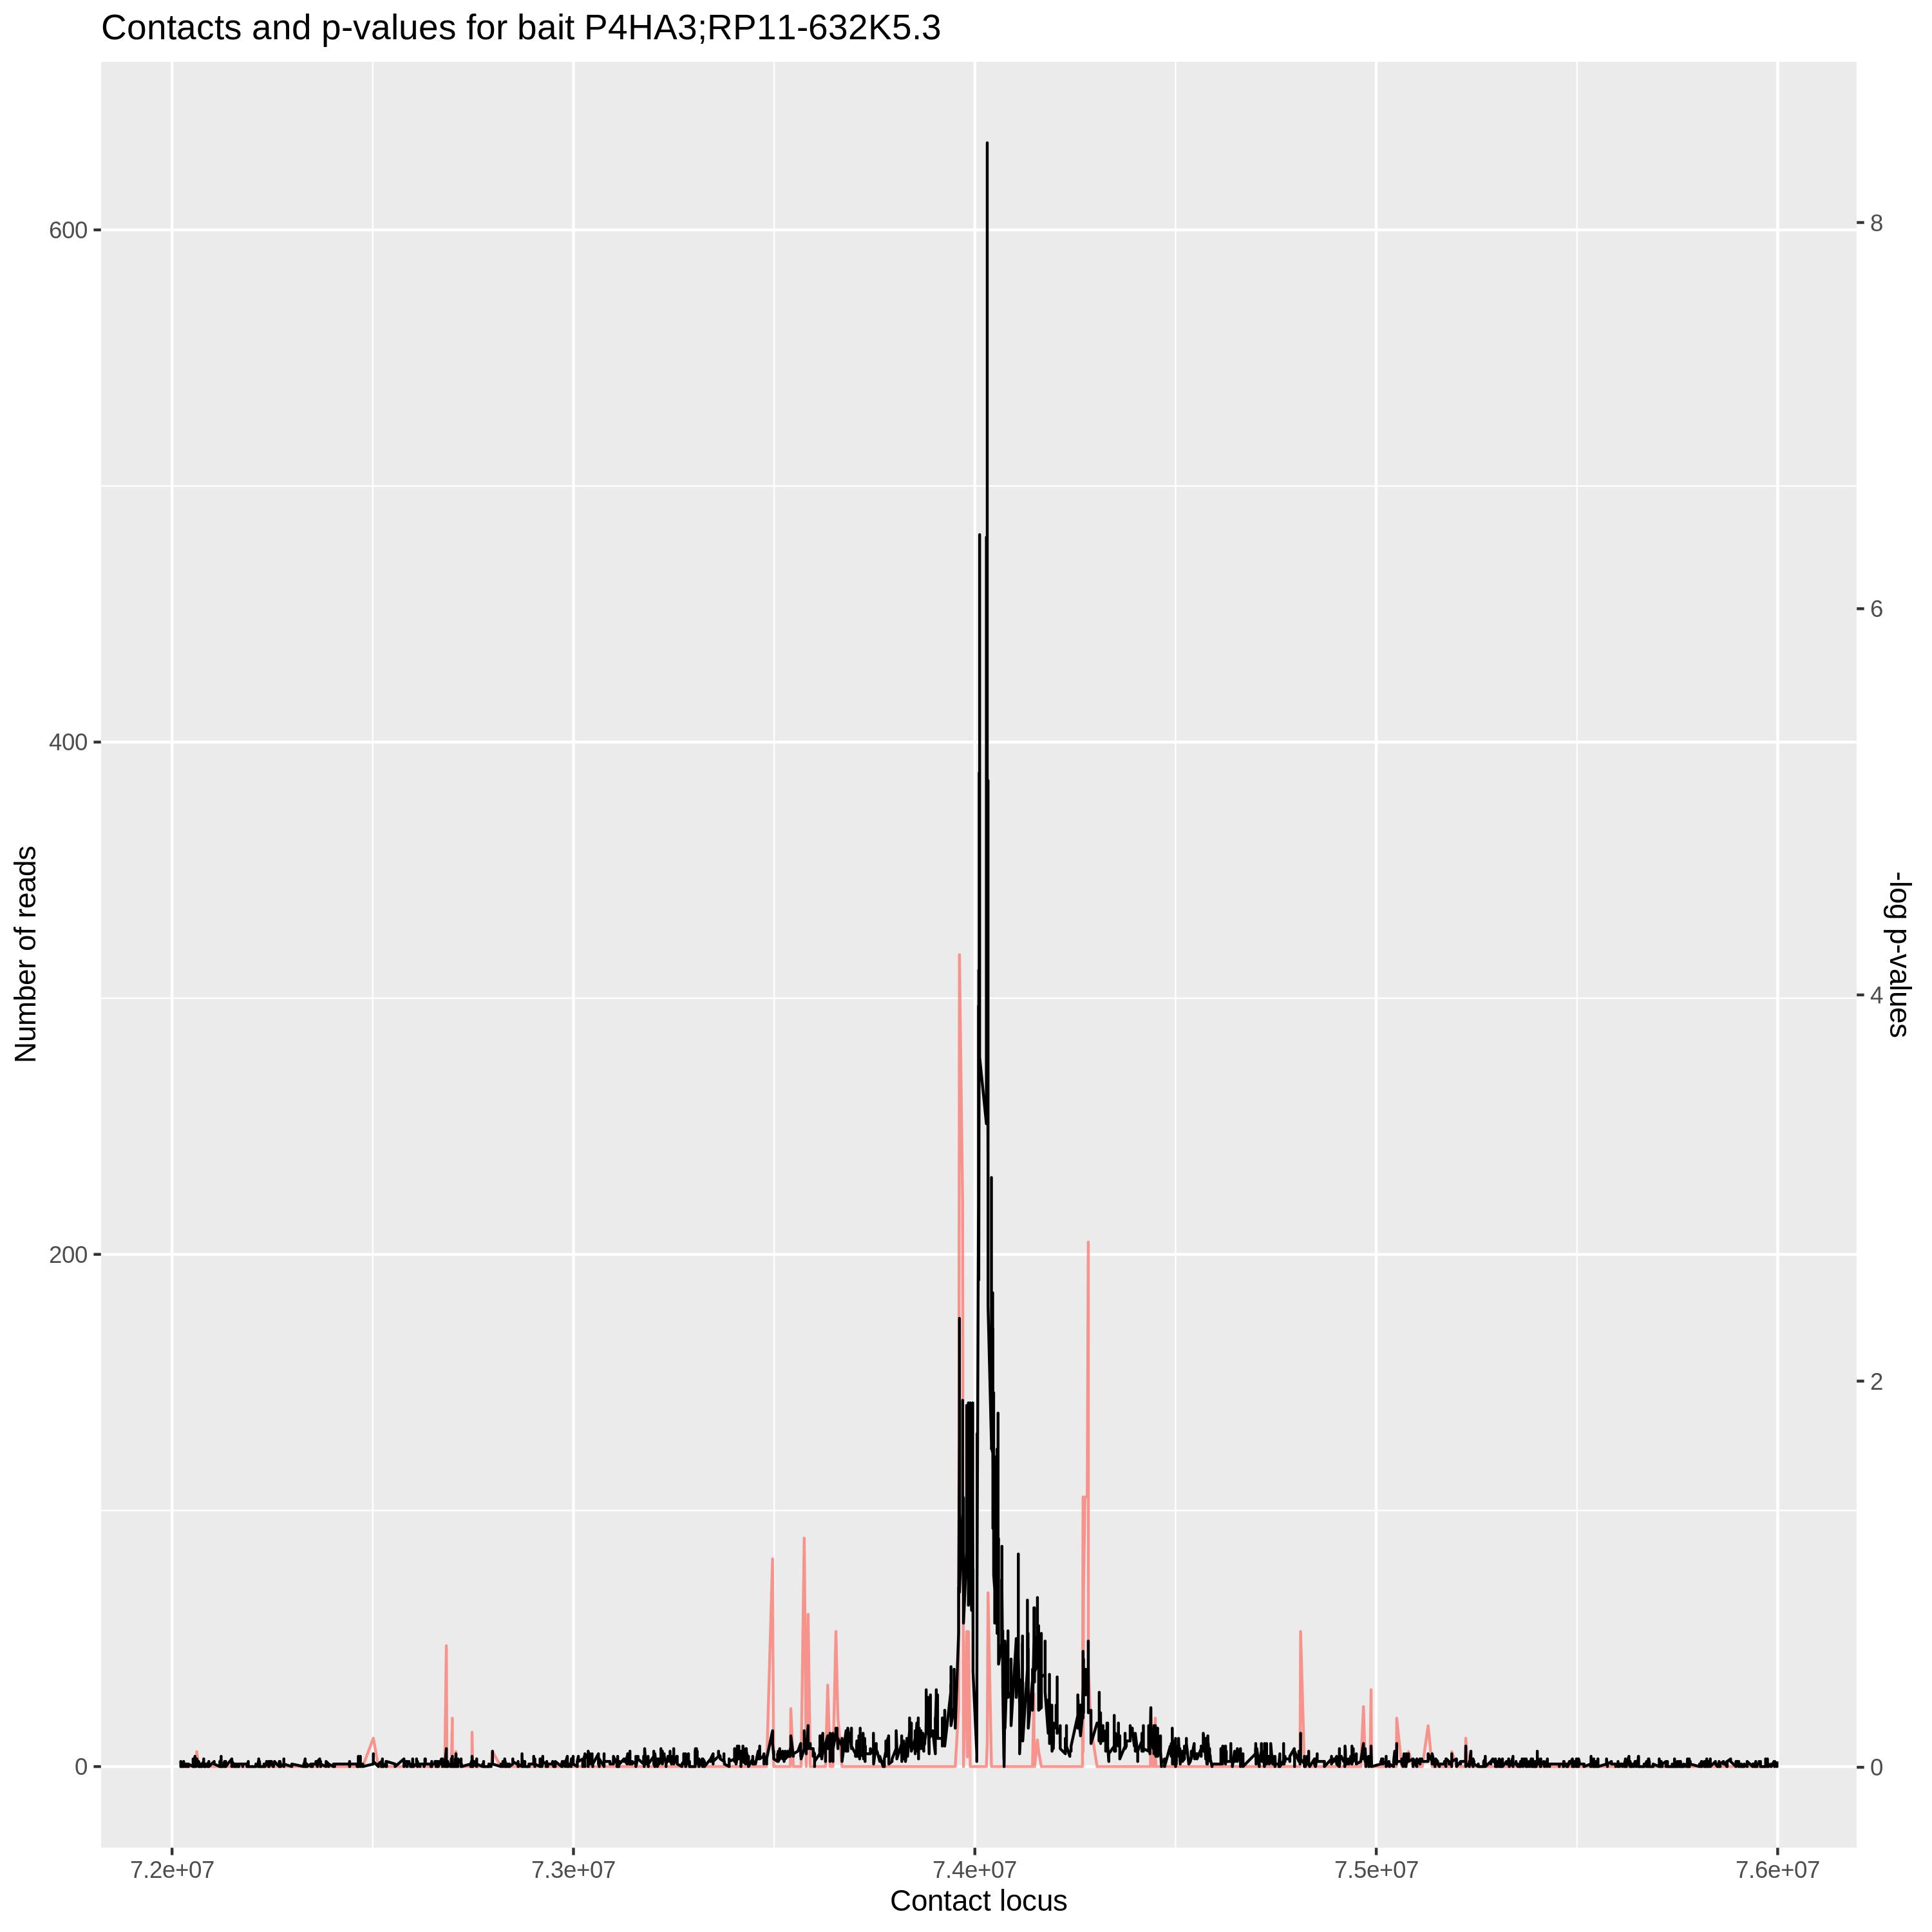 Contacts and p-values for bait P4HA3;RP11-632K5.3
600
400
200
0
Number of reads
8
6
4
2
0
-log p-values
7.2e+07
7.3e+07
7.4e+07
7.5e+07
7.6e+07
Contact locus